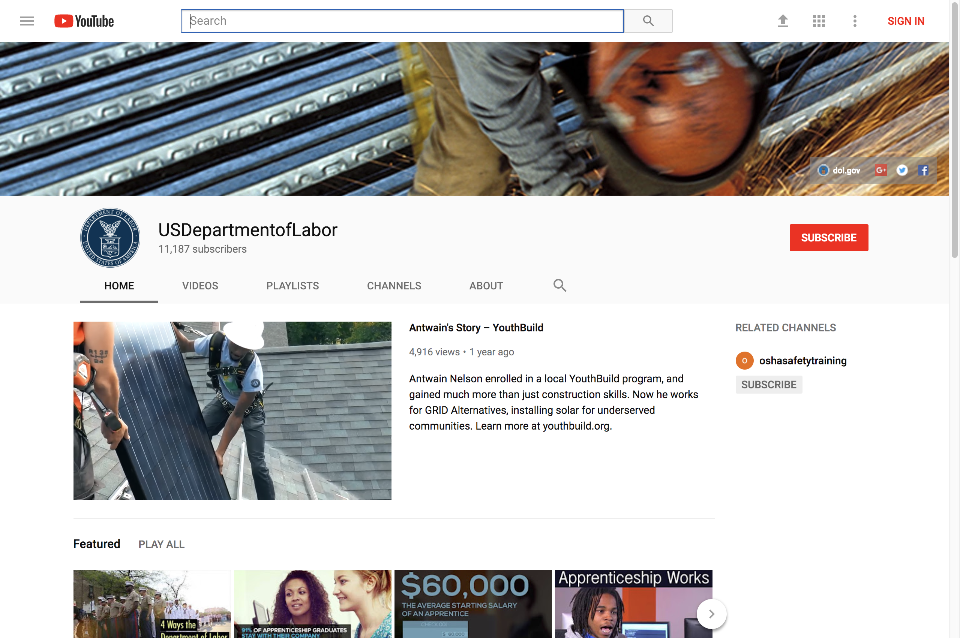 YouTube
Search
SIGN IN
dol.gov
G+
USDepartmentofLabor
11,187 subscribers
SUBSCRIBE
HOME VIDEOS PLAYLISTS CHANNELS ABOUT
Antwain's Story – YouthBuild
4,916 views • 1 year ago
Antwain Nelson enrolled in a local YouthBuild program, and
gained much more than just construction skills. Now he works
for GRID Alternatives, installing solar for underserved
communities. Learn more at youthbuild.org.
RELATED CHANNELS
O oshasafetytraining
SUBSCRIBE
Featured PLAY ALL
4 Ways the
Department of Labor
91% OF APPRENTICESHIP GRADUATES
STAY WITH THEIR COMPANY
$60,000
THE AVERAGE STARTING SALARY
OF AN APPRENTICE
Apprenticeship Works